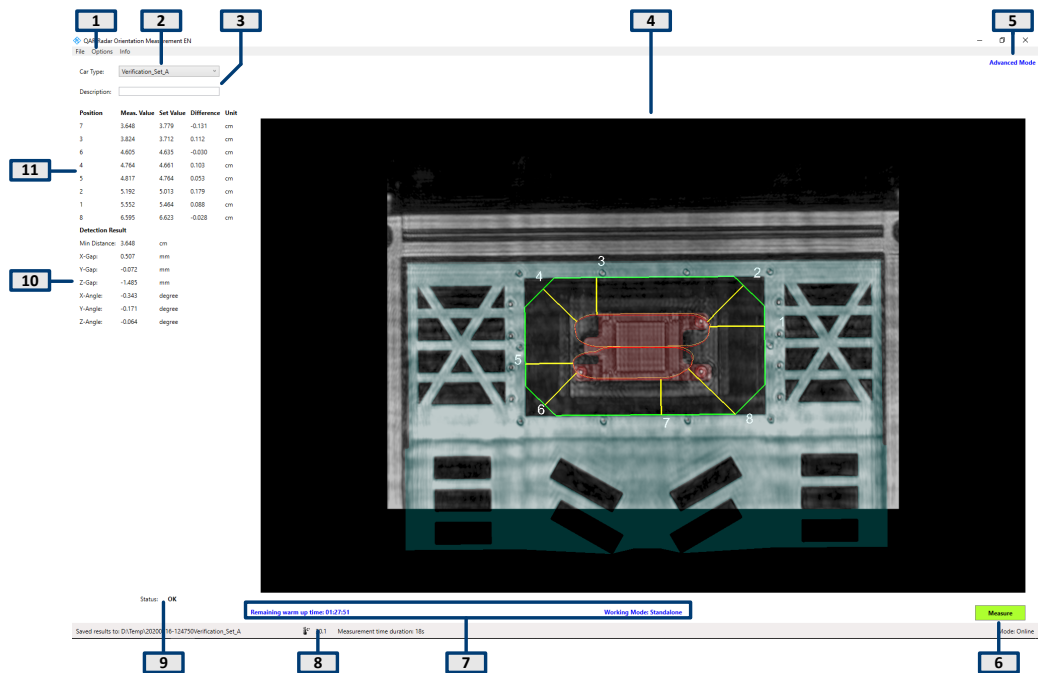 1 2 3 4 5
QAR Radar Orientation Measurement EN
File Options Info
Advanced Mode
Car Type: Verification_Set_A
Description:
Position Meas. Value Set Value Difference Unit
7 3.648 3.779 -0.131 cm
3 3.824 3.712 0.112 cm
6 4.605 4.635 -0.030 cm
4 4.764 4.661 0.103 cm
11
5 4.817 4.764 0.053 cm
2 5.192 5.013 0.179 cm
1 5.552 5.464 0.088 cm
8 6.595 6.623 -0.028 cm
Detection Result
Min Distance: 3.648 cm
X-Gap: 0.507 mm
Y-Gap: -0.072 mm
10
Z-Gap: -1.485 mm
X-Angle: -0.343 degree
Y-Angle: -0.171 degree
Z-Angle: -0.064 degree
3
4 2
1
5
6
7 8
Status: OK
Remaining warm up time: 01:27:51 Working Mode: Standalone
Measure
Saved results to: Measurement time duration: 18s Mode: Online
9 8 7 6